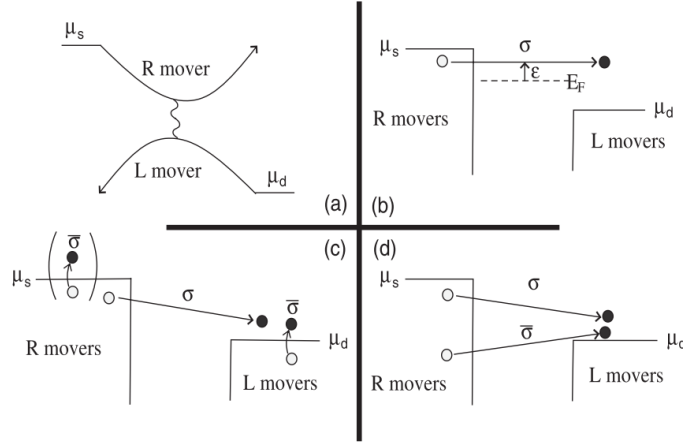 μs
R mover
L mover
μd
(a)
μs
σ
ε
EF
R movers
μd
L movers
(b)
(c)
σ̅
μs
σ
σ̅
μd
R movers
L movers
(d)
μs
σ
σ̅
μd
R movers
L movers